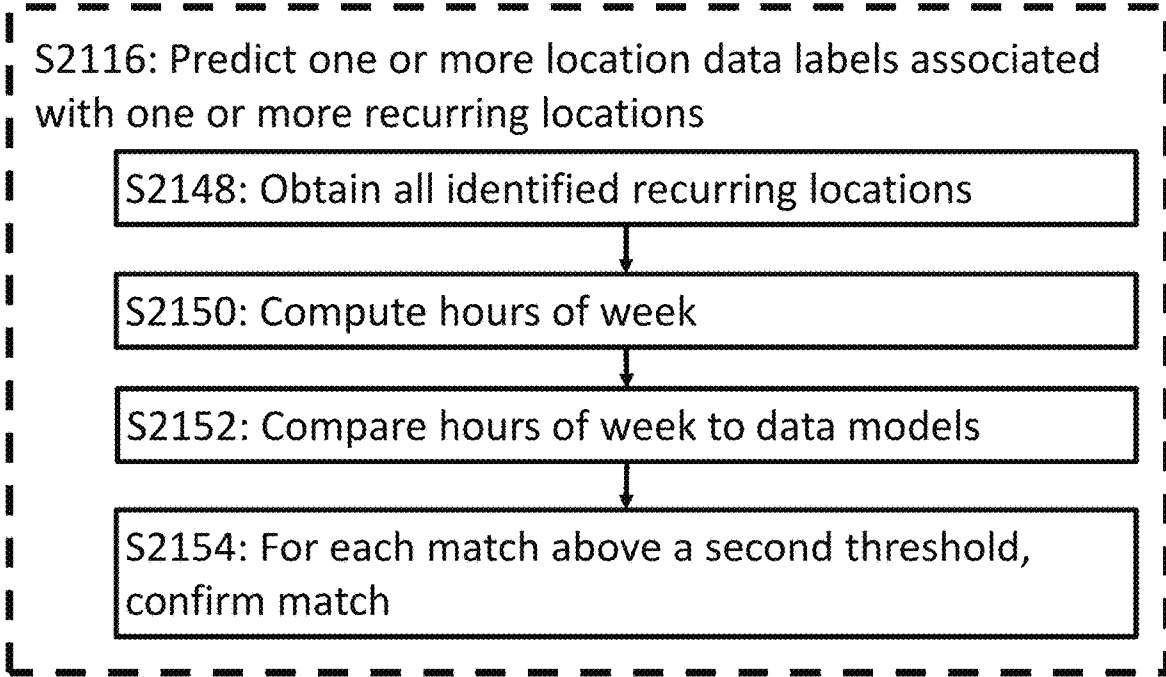 S2116: Predict one or more location data labels associated
with one or more recurring locations
S2148: Obtain all identified recurring locations
S2150: Compute hours of week
S2152: Compare hours of week to data models
S2154: For each match above a second threshold,
confirm match